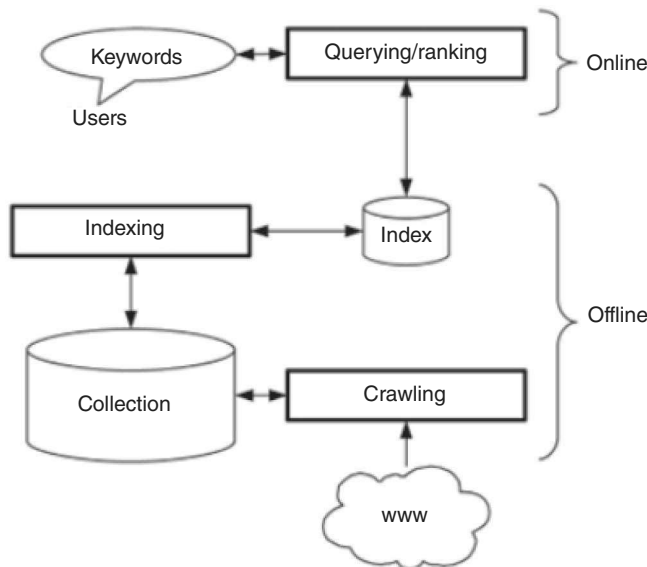 Keywords
Querying/ranking
Online
Users
Indexing
Index
Offline
Collection
Crawling
www